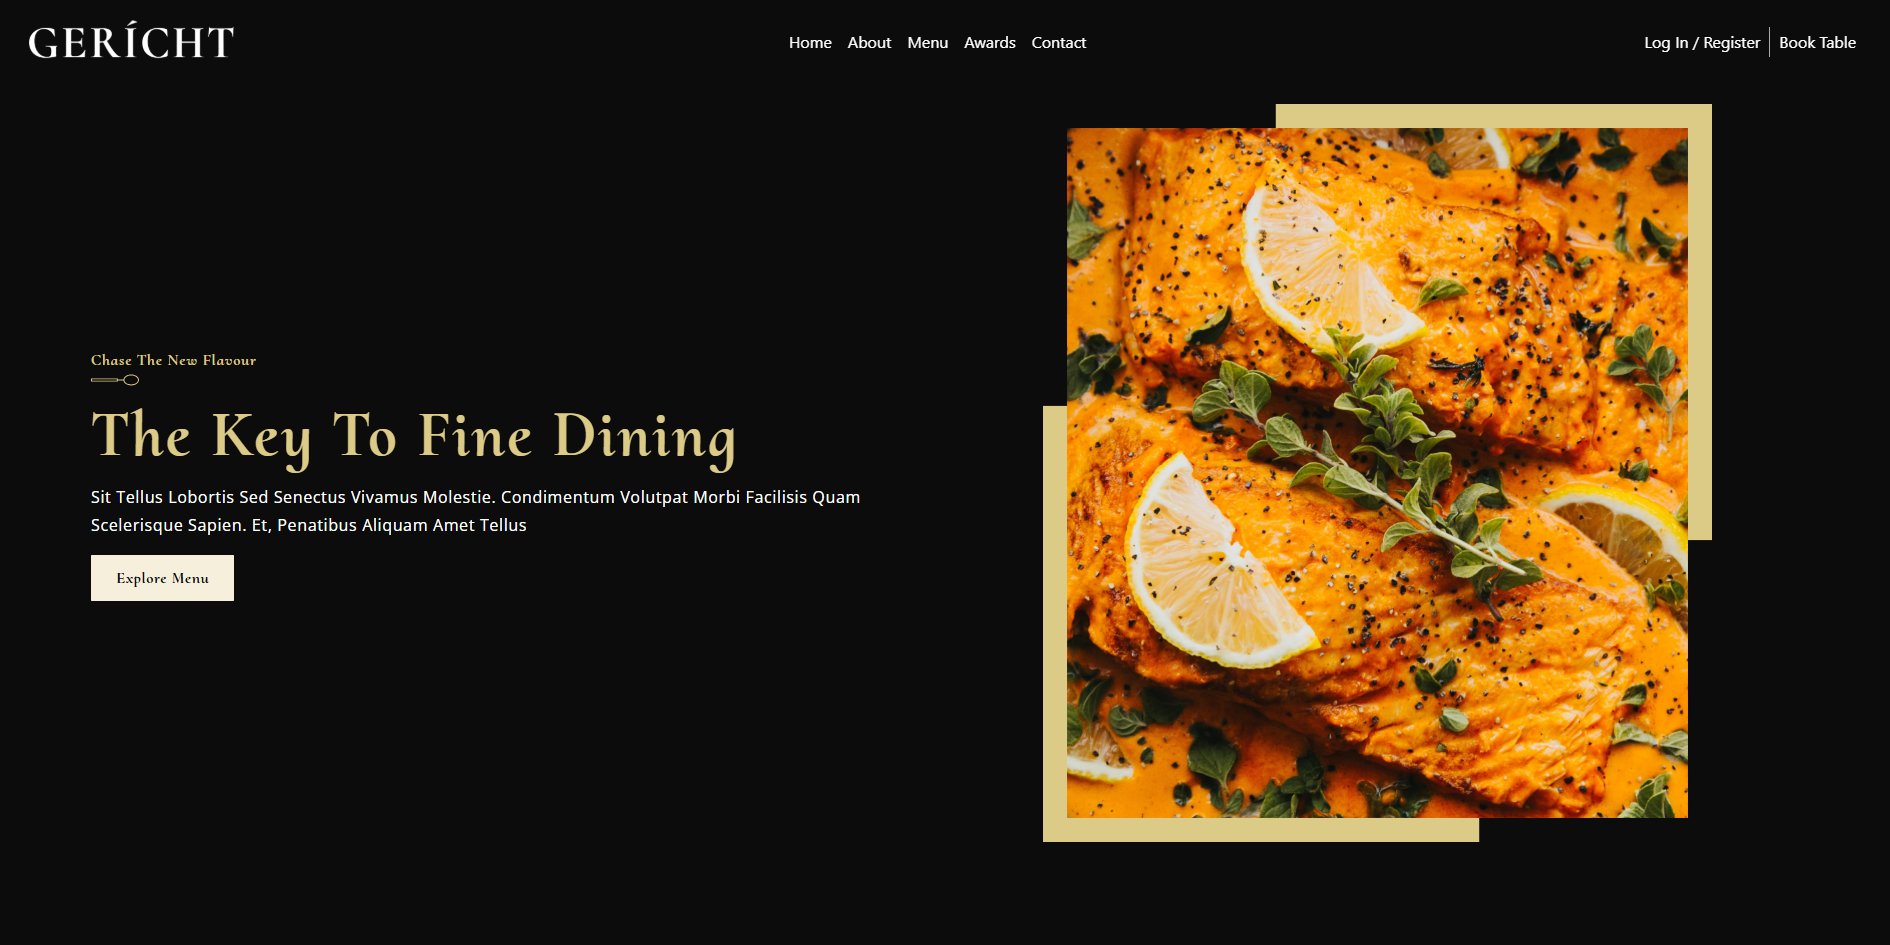 GERÍCHT
Home About Menu Awards Contact
Log In / Register Book Table
Chase The New Flavour
The Key To Fine Dining
Sit Tellus Lobortis Sed Senectus Vivamus Molestie. Condimentum Volutpat Morbi Facilisis Quam
Scelerisque Sapien. Et, Penatibus Aliquam Amet Tellus
Explore Menu